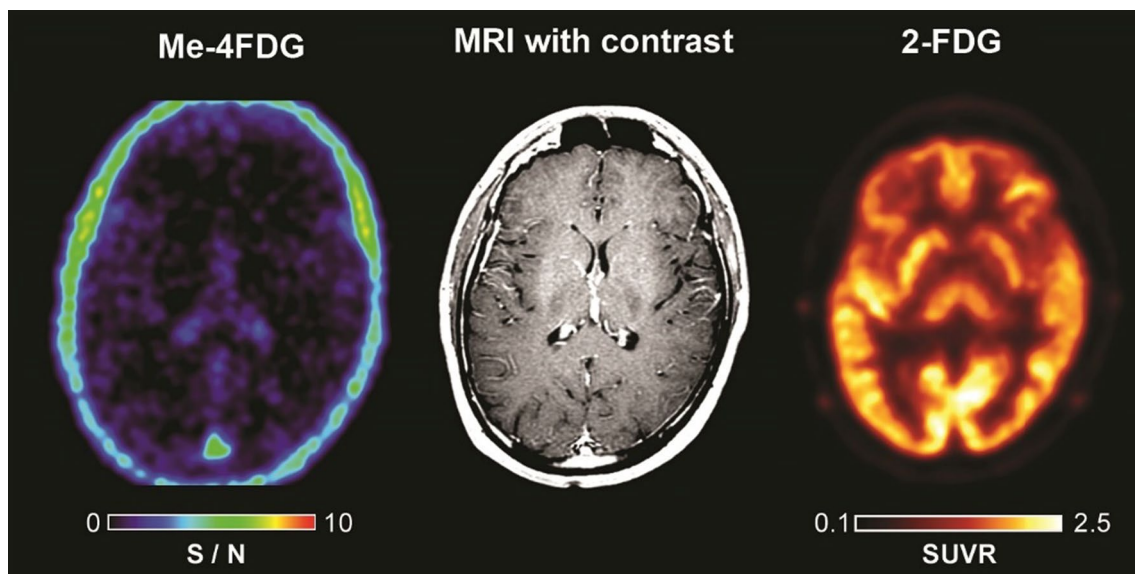 Me-4FDG
MRI with contrast
2-FDG
0 10
S / N
0.1 2.5
SUVR